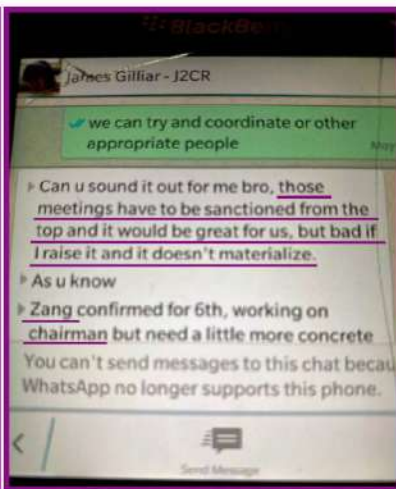 BlackBerry
James Gilliar - J2CR
we can try and coordinate or other
appropriate people
May
Can u sound it out for me bro, those
meetings have to be sanctioned from the
top and it would be great for us, but bad if
I raise it and it doesn't materialize.
As u know
Zang confirmed for 6th, working on
chairman but need a little more concrete
You can't send messages to this chat becau
WhatsApp no longer supports this phone.
Send Message